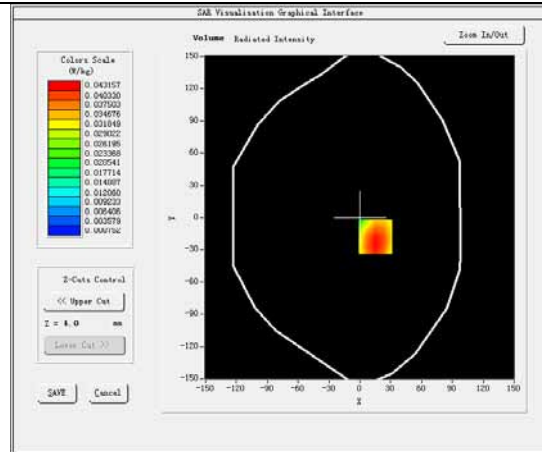 SAR Visualisation Graphical Interface
Volume Radiated Intensity
Zoom In/Out
Colors Scale
(W/kg)
0.043157
0.040330
0.037503
0.034676
0.031849
0.029022
0.026195
0.023368
0.020541
0.017714
0.014887
0.012060
0.009233
0.006406
0.003579
0.000752
Z-Cuts Control
<< Upper Cut
Z = 4.0 mm
Lower Cut >>
SAVE Cancel
150
120
90
60
30
0
-30
-60
-90
-120
-150
Y
-150 -120 -90 -60 -30 0 30 60 90 120 150
X